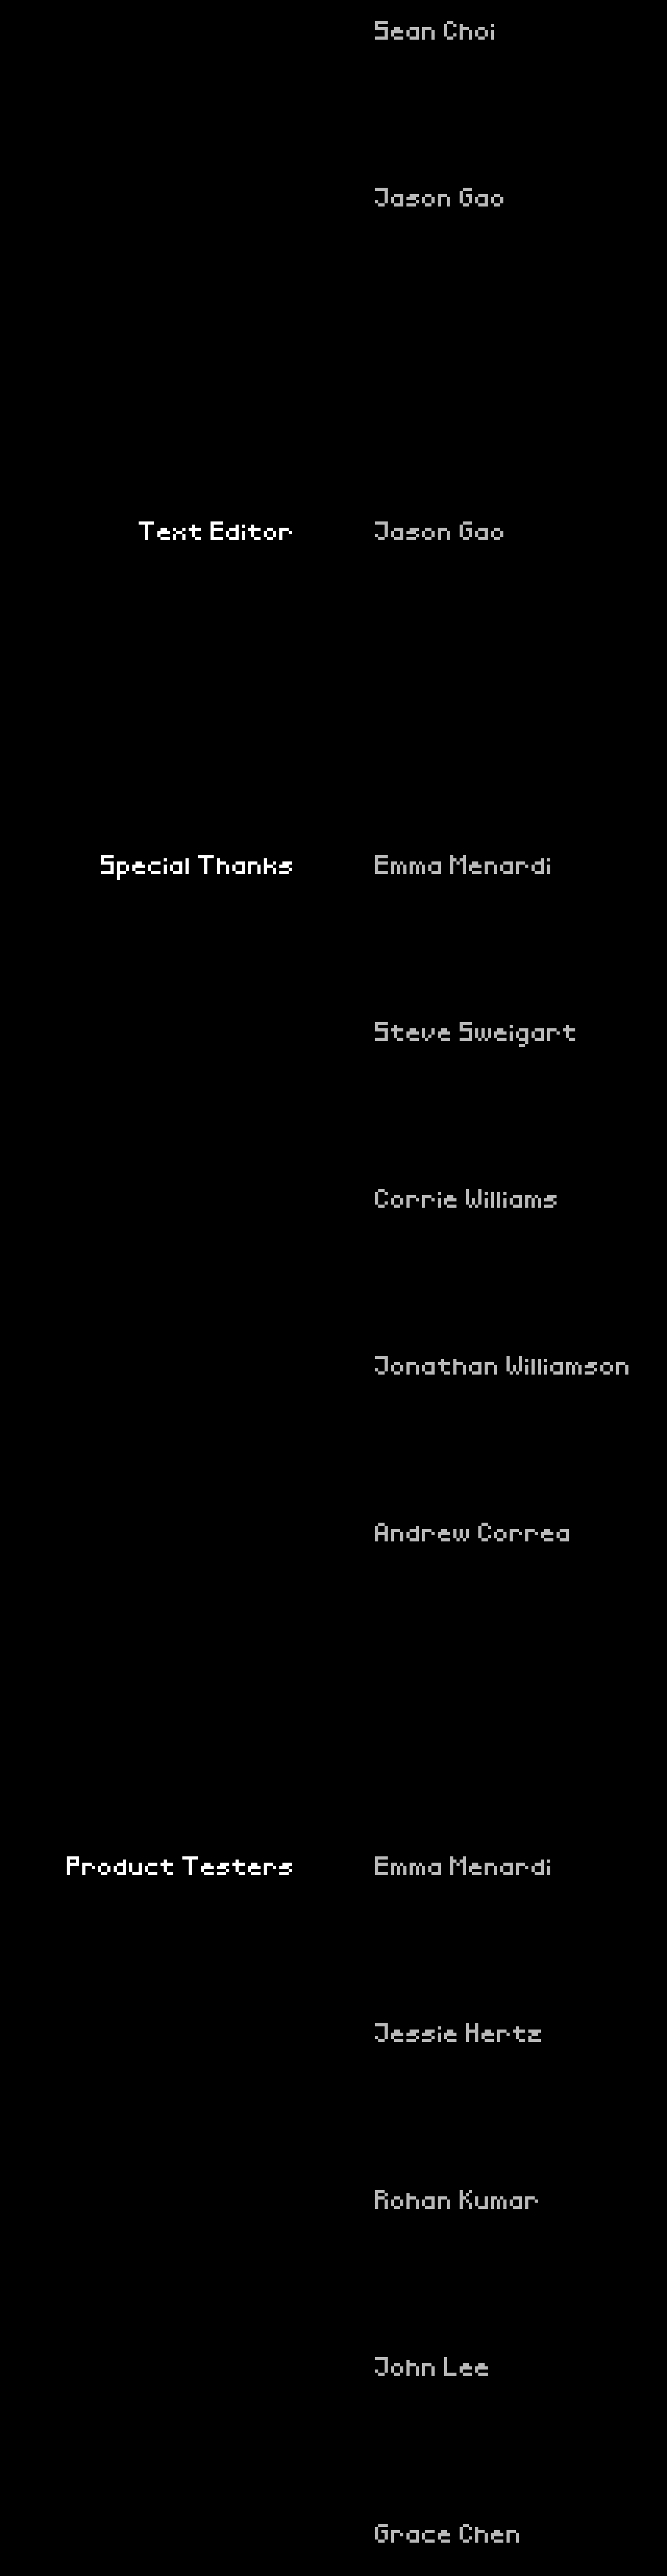 Sean Choi
Jason Gao
Text Editor Jason Gao
Special Thanks Emma Menardi
Steve Sweigart
Corrie Williams
Jonathan Williamson
Andrew Correa
Product Testers Emma Menardi
Jessie Hertz
Rohan Kumar
John Lee
Grace Chen